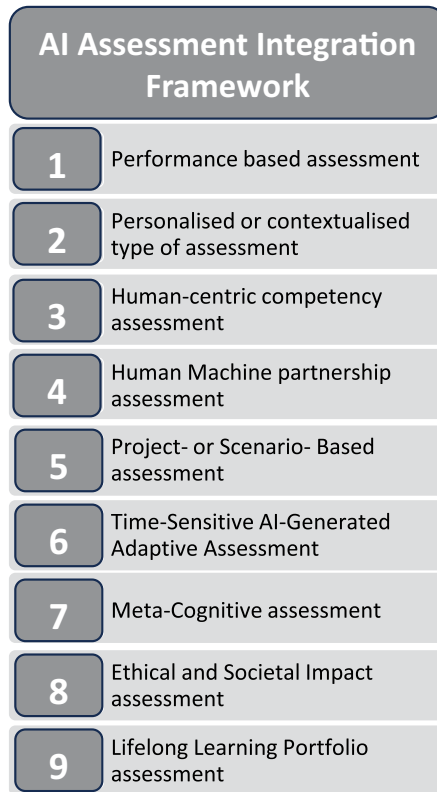 AI Assessment Integration
Framework
1
Performance based assessment
2
Personalised or contextualised
type of assessment
3
Human-centric competency
assessment
4
Human Machine partnership
assessment
5
Project- or Scenario- Based
assessment
6
Time-Sensitive AI-Generated
Adaptive Assessment
7
Meta-Cognitive assessment
8
Ethical and Societal Impact
assessment
9
Lifelong Learning Portfolio
assessment